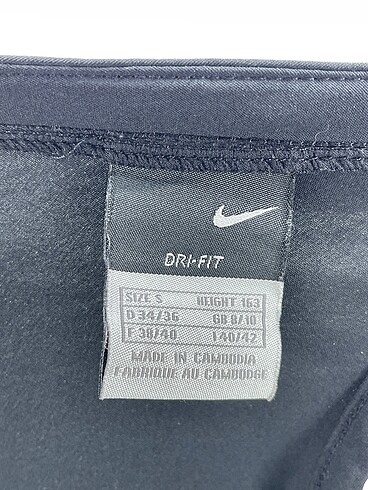 DRI-FIT
SIZE S HEIGHT 163
D 34/36 GB 8/10
F 38/40 I 40/42
MADE IN CAMBODIA
FABRIQUE AU CAMBODGE